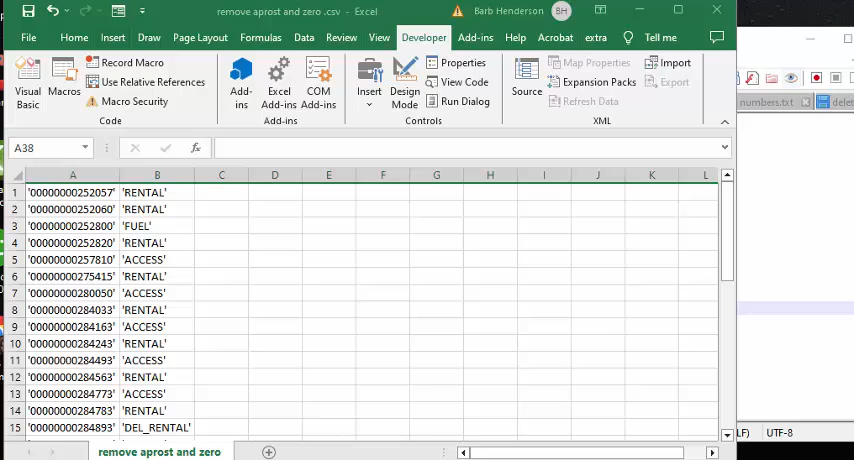 remove aprost and zero .csv - Excel Barb Henderson BH
File Home Insert Draw Page Layout Formulas Data Review View Developer Add-ins Help Acrobat extra Tell me
Visual Basic Macros Record Macro Use Relative References Macro Security Add-ins Excel Add-ins COM Add-ins Insert Design Mode Properties View Code Run Dialog Source Map Properties Expansion Packs Refresh Data Import Export
Code Add-ins Controls XML
numbers.txt delet
A38 fx
A B C D E F G H I J K L
1 '00000000252057' 'RENTAL'
2 '00000000252060' 'RENTAL'
3 '00000000252800' 'FUEL'
4 '00000000252820' 'RENTAL'
5 '00000000257810' 'ACCESS'
6 '00000000275415' 'RENTAL'
7 '00000000280050' 'ACCESS'
8 '00000000284033' 'RENTAL'
9 '00000000284163' 'ACCESS'
10 '00000000284243' 'RENTAL'
11 '00000000284493' 'ACCESS'
12 '00000000284563' 'RENTAL'
13 '00000000284773' 'ACCESS'
14 '00000000284783' 'RENTAL'
15 '00000000284893' 'DEL_RENTAL'
LF) UTF-8
remove aprost and zero